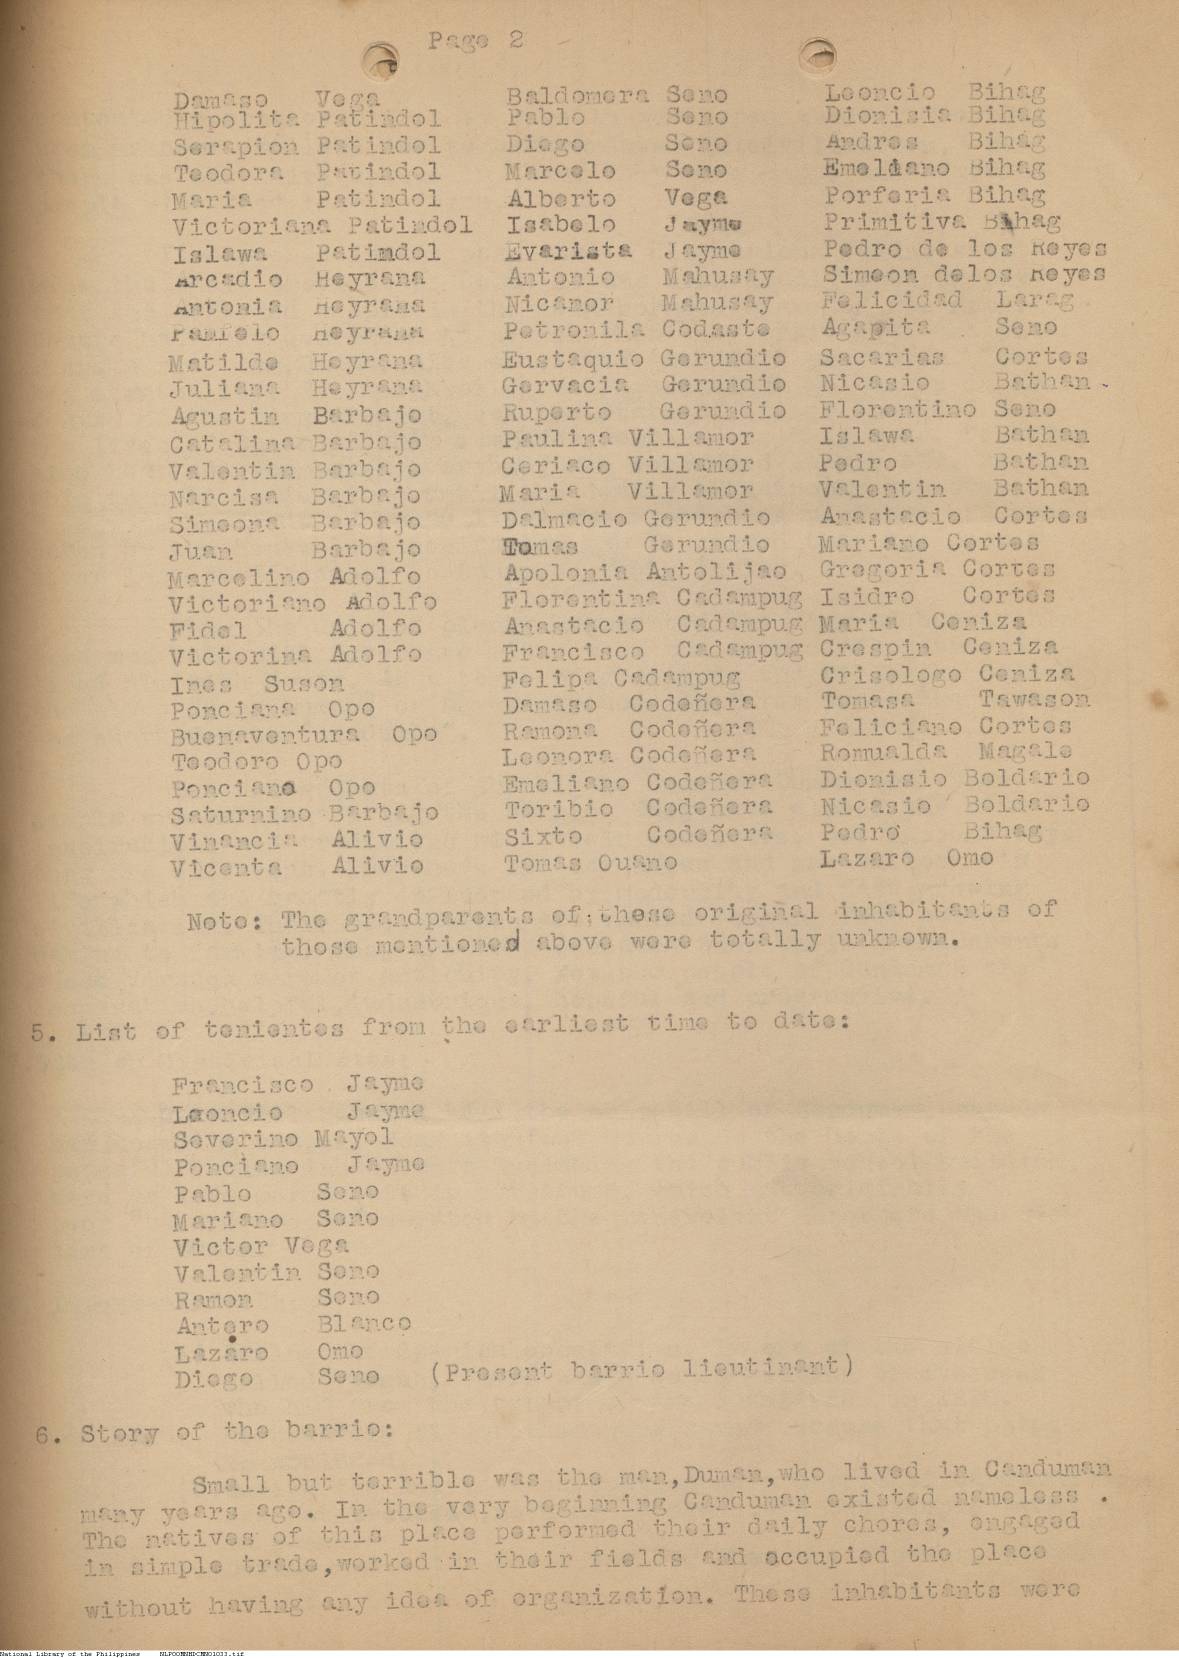 Page 2
Damaso Vega Baldomera Seno Leoncio Bihag
Hipolita Patindol Pablo Seno Dionisia Bihag
Serapion Patindol Diego Seno Andres Bihag
Teodora Patindol Marcelo Seno Emeliano Bihag
Maria Patindol Alberto Vega Porferia Bihag
Victoriana Patindol Isabelo Jayme Primitiva Bihag
Islawa Patindol Evarista Jayme Pedro de los Reyes
Arcadio Heyrana Antonio Mahusay Simeon delos Reyes
Antonia Heyrana Nicanor Mahusay Felicidad Larag
Panfelo Heyrana Petronila Codaste Agapita Seno
Matilde Heyrana Eustaquio Gerundio Sacarias Cortes
Juliana Heyrana Gervacia Gerundio Nicasio Bathan
Agustin Barbajo Ruperto Gerundio Florentino Seno
Catalina Barbajo Paulina Villamor Islawa Bathan
Valentin Barbajo Ceriaco Villamor Pedro Bathan
Narcisa Barbajo Maria Villamor Valentin Bathan
Simeona Barbajo Dalmacio Gerundio Anastacio Cortes
Juan Barbajo Tomas Gerundio Mariano Cortes
Marcelino Adolfo Apolonia Antolijao Gregoria Cortes
Victoriano Adolfo Florentina Cadampug Isidro Cortes
Fidel Adolfo Anastacio Cadampug Maria Ceniza
Victorina Adolfo Francisco Cadampug Crespin Ceniza
Ines Suson Felipa Cadampug Crisologo Ceniza
Ponciana Opo Damaso Codeñera Tomasa Tawason
Buenaventura Opo Ramona Codeñera Feliciano Cortes
Teodoro Opo Leonora Codeñera Romualda Magale
Ponciano Opo Emeliano Codeñera Dionisio Boldario
Saturnino Barbajo Toribio Codeñera Nicasio Boldario
Vinancia Alivio Sixto Codeñera Pedro Bihag
Vicenta Alivio Tomas Ouano Lazaro Omo
Note: The grandparents of these original inhabitants of
those mentioned above were totally unknown.
5. List of tenientes from the earliest time to date:
Francisco Jayme
Leoncio Jayme
Severino Mayol
Ponciano Jayme
Pablo Seno
Mariano Seno
Victor Vega
Valentin Seno
Ramon Seno
Antero Blanco
Lazaro Omo
Diego Seno (Present barrio lieutinant)
6. Story of the barrio:
Small but terrible was the man,Duman,who lived in Canduman
many years ago. In the very beginning Canduman existed nameless .
The natives of this place performed their daily chores, engaged
in simple trade,worked in their fields and occupied the place
without having any idea of organization. These inhabitants were
National Library of the Philippines NLPOOMNHDCMNO1033.tif